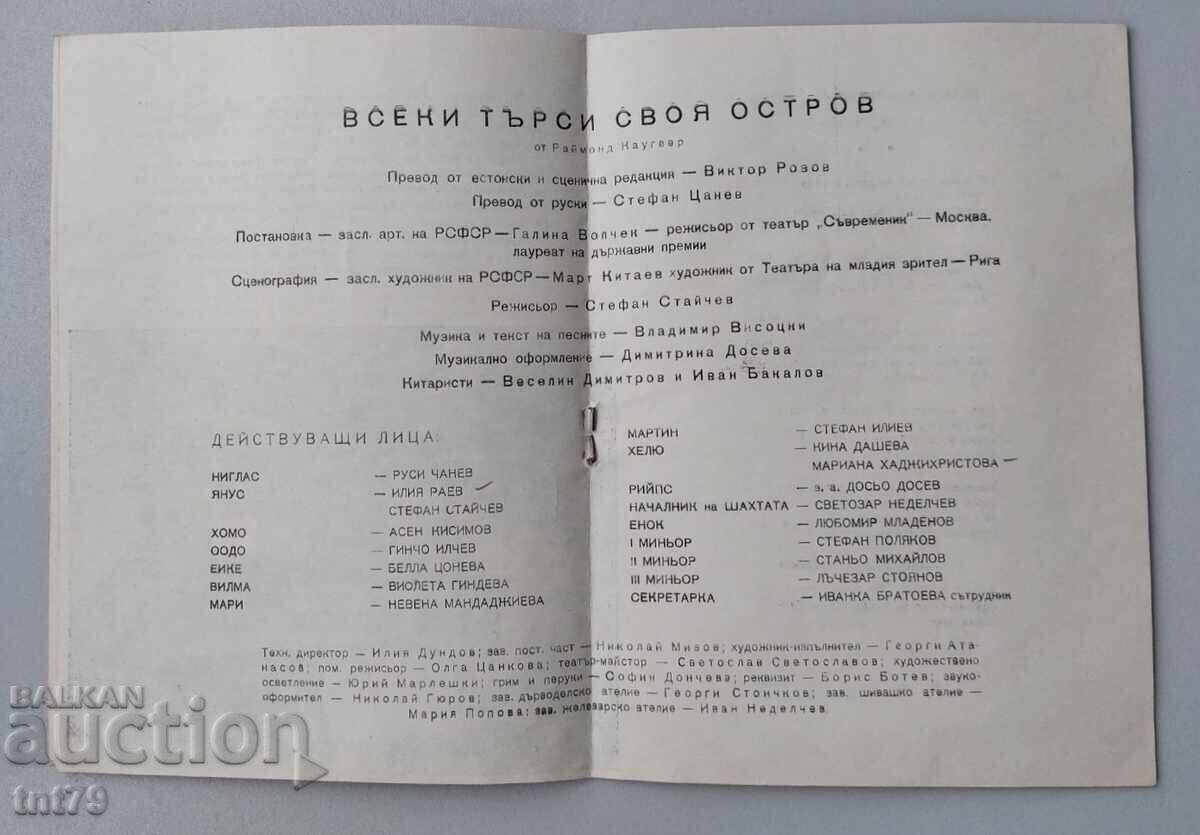 ВСЕКИ ТЪРСИ СВОЯ ОСТРОВ
от Раймонд Каугвер
Превод от естонски и сценична редакция — Виктор Розов
Превод от руски — Стефан Цанев
Постановка — засл. арт. на РСФСР — Галина Волчек — режисьор от театър „Съвременик" — Москва,
лауреат на държавни премии
Сценография — засл. художник на РСФСР — Март Китаев художник от Театъра на младия зрител — Рига
Режисьор — Стефан Стайчев
Музика и текст на песните — Владимир Висоцки
Музикално оформление — Димитрина Досева
Китаристи — Веселин Димитров и Иван Бакалов
ДЕЙСТВУВАЩИ ЛИЦА:
НИГЛАС — РУСИ ЧАНЕВ
ЯНУС — ИЛИЯ РАЕВ
СТЕФАН СТАЙЧЕВ
ХОМО — АСЕН КИСИМОВ
ООДО — ГИНЧО ИЛЧЕВ
ЕИКЕ — БЕЛЛА ЦОНЕВА
ВИЛМА — ВИОЛЕТА ГИНДЕВА
МАРИ — НЕВЕНА МАНДАДЖИЕВА
МАРТИН — СТЕФАН ИЛИЕВ
ХЕЛЮ — КИНА ДАШЕВА
МАРИАНА ХАДЖИХРИСТОВА
РИЙПС — з. а. ДОСЬО ДОСЕВ
НАЧАЛНИК на ШАХТАТА — СВЕТОЗАР НЕДЕЛЧЕВ
ЕНОК — ЛЮБОМИР МЛАДЕНОВ
I МИНЬОР — СТЕФАН ПОЛЯКОВ
II МИНЬОР — СТАНЬО МИХАЙЛОВ
III МИНЬОР — ЛЪЧЕЗАР СТОЯНОВ
СЕКРЕТАРКА — ИВАНКА БРАТОЕВА сътрудник
Техн. директор — Илия Дундов; зав. пост. част — Николай Мизов; художник-изпълнител — Георги Ата-
насов; пом. режисьор — Олга Цанкова; театър-майстор — Светослав Светославов; художествено
осветление — Юрий Марлешки; грим и перуки — София Дончева; реквизит — Борис Ботев; звуко-
оформител — Николай Гюров; зав. дърводелско ателие — Георги Стоичков; зав. шивашко ателие —
Мария Попова; зав. железарско ателие — Иван Неделчев
BALKAN
auction
tnt79